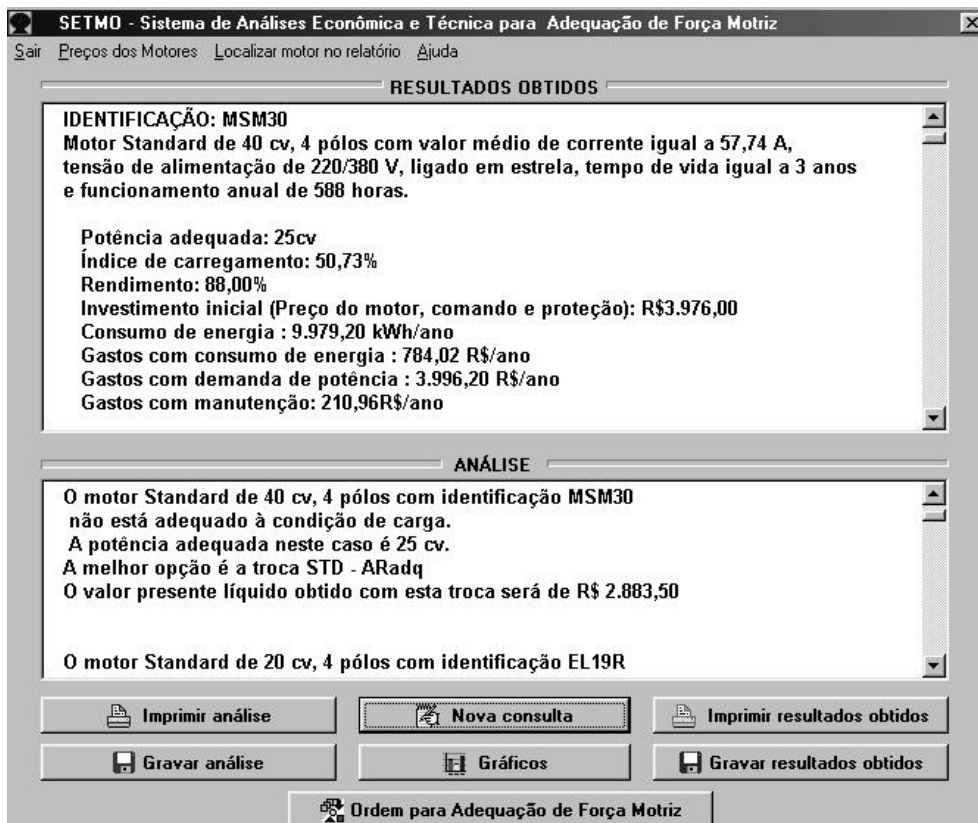 SETMO - Sistema de Análises Econômica e Técnica para Adequação de Força Motriz
Sair Preços dos Motores Localizar motor no relatório Ajuda
RESULTADOS OBTIDOS
IDENTIFICAÇÃO: MSM30
Motor Standard de 40 cv, 4 pólos com valor médio de corrente igual a 57,74 A,
tensão de alimentação de 220/380 V, ligado em estrela, tempo de vida igual a 3 anos
e funcionamento anual de 588 horas.
Potência adequada: 25cv
Índice de carregamento: 50,73%
Rendimento: 88,00%
Investimento inicial (Preço do motor, comando e proteção): R$3.976,00
Consumo de energia : 9.979,20 kWh/ano
Gastos com consumo de energia : 784,02 R$/ano
Gastos com demanda de potência : 3.996,20 R$/ano
Gastos com manutenção: 210,96R$/ano
ANÁLISE
O motor Standard de 40 cv, 4 pólos com identificação MSM30
não está adequado à condição de carga.
A potência adequada neste caso é 25 cv.
A melhor opção é a troca STD - ARadq
O valor presente líquido obtido com esta troca será de R$ 2.883,50
O motor Standard de 20 cv, 4 pólos com identificação EL19R
Imprimir análise
Nova consulta
Imprimir resultados obtidos
Gravar análise
Gráficos
Gravar resultados obtidos
Ordem para Adequação de Força Motriz